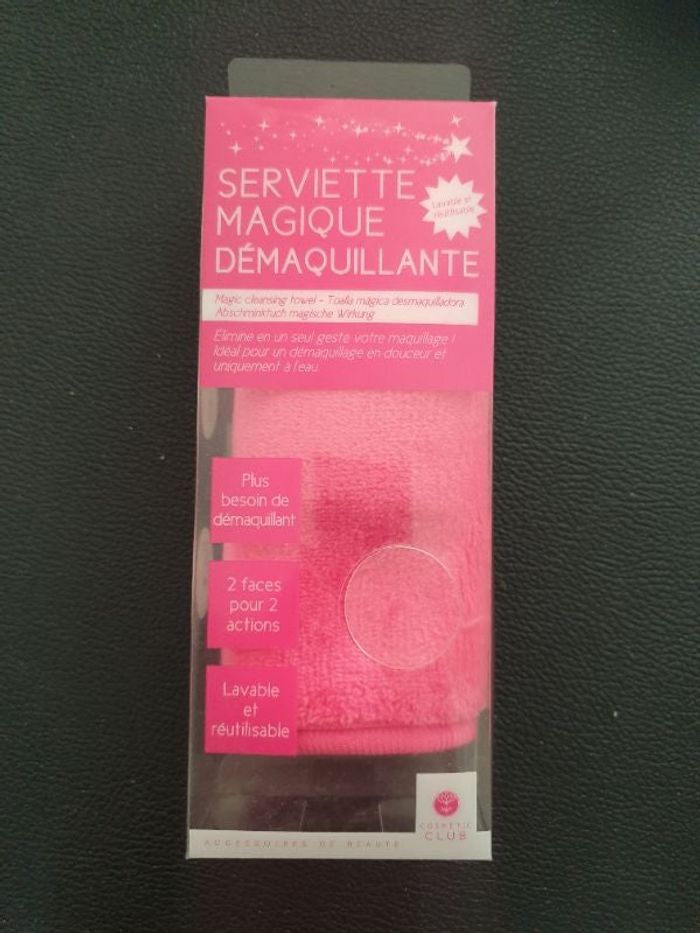 SERVIETTE
MAGIQUE
DÉMAQUILLANTE
Lavable et
réutilisable
Magic cleansing towel - Toalla mágica desmaquilladora
Abschminktuch magische Wirkung
Élimine en un seul geste votre maquillage !
Idéal pour un démaquillage en douceur et
uniquement à l'eau
Plus
besoin de
démaquillant
2 faces
pour 2
actions
Lavable
et
réutilisable
COSMETIC
CLUB
ACCESSOIRES DE BEAUTÉ